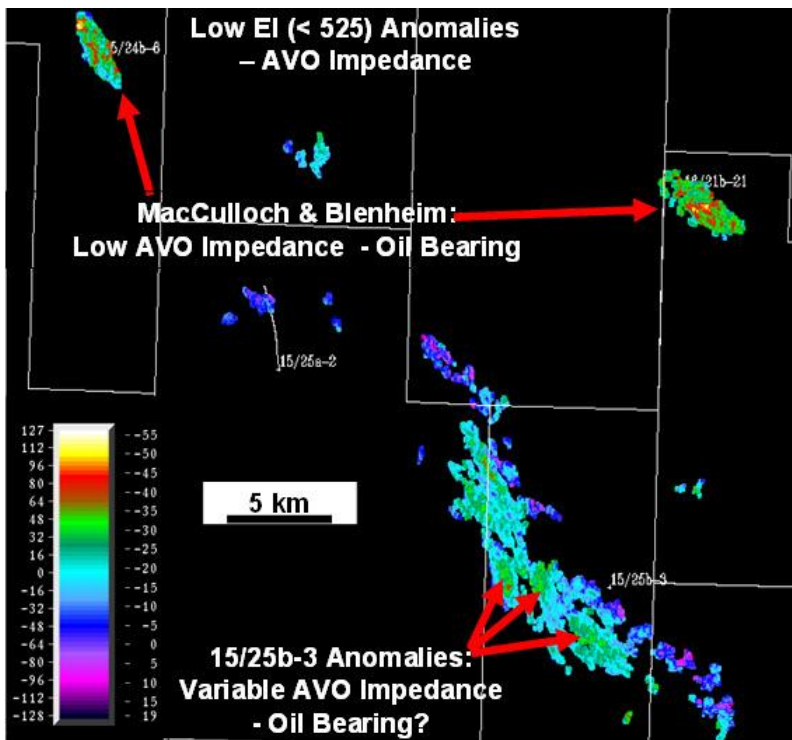 Low EI (< 525) Anomalies
– AVO Impedance
5/24b-6
/21b-21
MacCulloch & Blenheim:
Low AVO Impedance - Oil Bearing
15/25a-2
127
112
96
80
64
48
32
16
0
-16
-32
-48
-64
-80
-96
-112
-128
-55
-50
-45
-40
-35
-30
-25
-20
-15
-10
-5
0
5
10
15
19
5 km
15/25b-3
15/25b-3 Anomalies:
Variable AVO Impedance
- Oil Bearing?